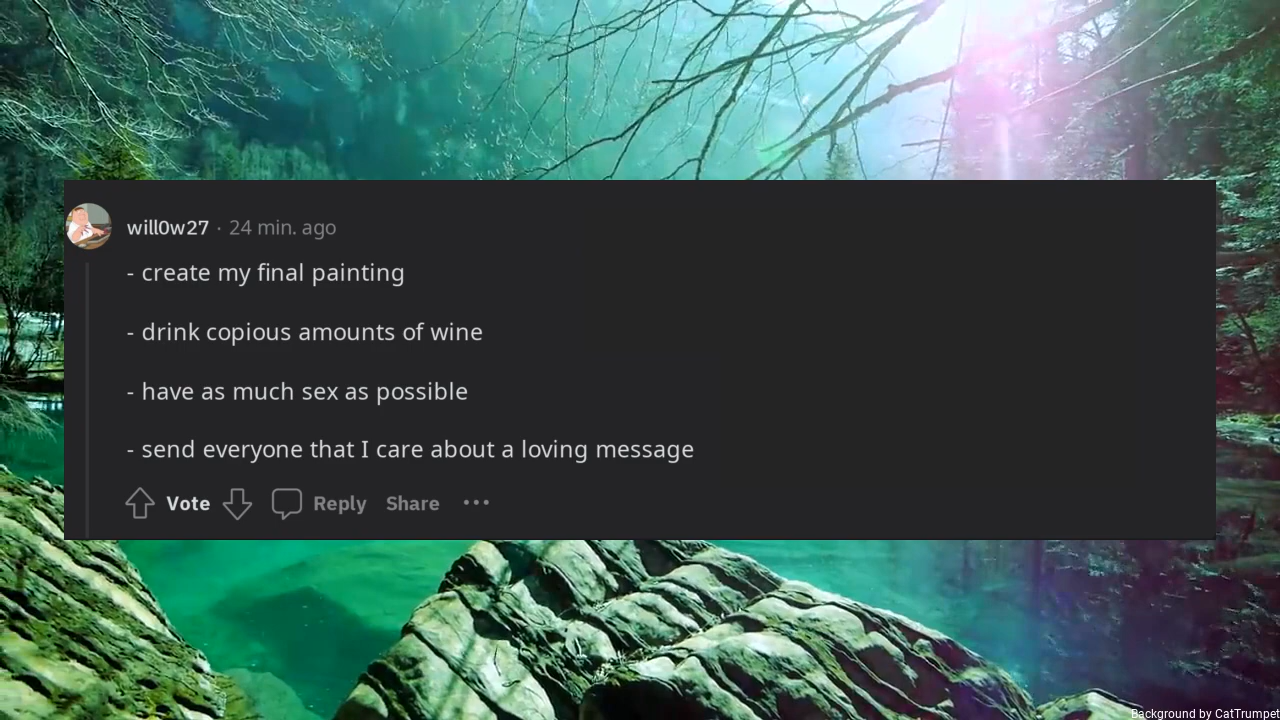 will0w27 · 24 min. ago
- create my final painting
- drink copious amounts of wine
- have as much sex as possible
- send everyone that I care about a loving message
Vote Reply Share ···
Background by CatTrumpet